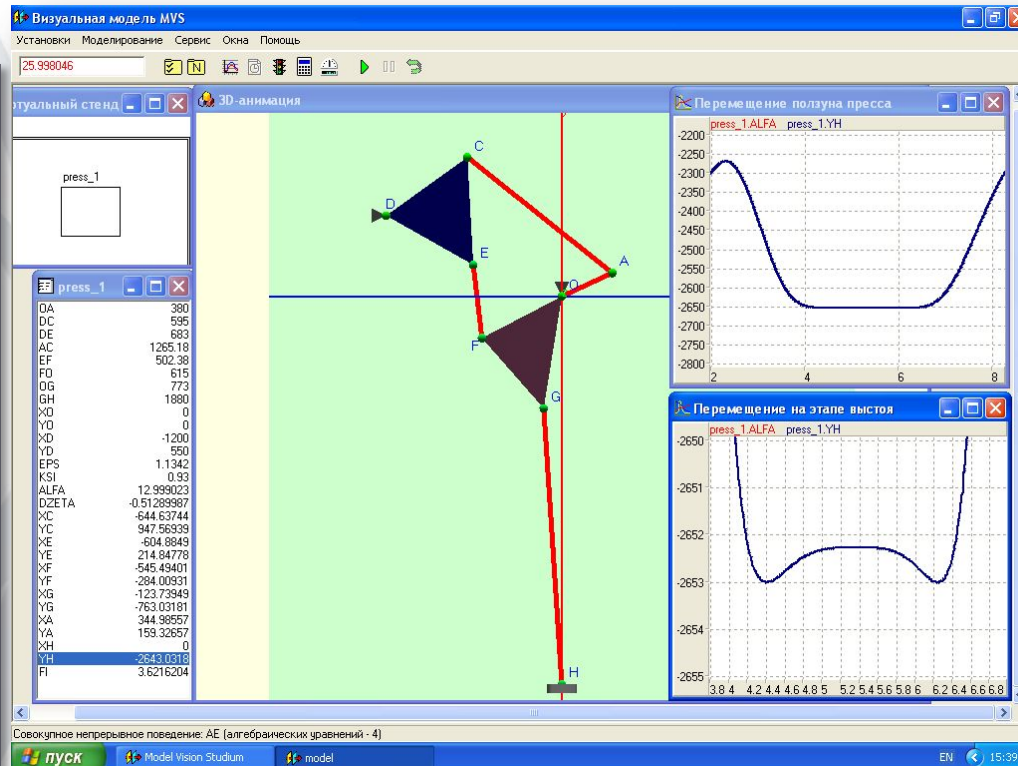 Визуальная модель MVS
Установки Моделирование Сервис Окна Помощь
25.998046
N
ртуальный стенд
press_1
press_1
OA 380
DC 595
DE 683
AC 1265.18
EF 502.38
FO 615
OG 773
GH 1880
XO 0
YO 0
XD -1200
YD 550
EPS 1.1342
KSI 0.93
ALFA 12.999023
DZETA -0.51289987
XC -644.63744
YC 947.56939
XE -604.8849
YE 214.84778
XF -545.49401
YF -284.00931
XG -123.73949
YG -763.03181
XA 344.98557
YA 159.32657
XH 0
YH -2643.0318
FI 3.6216204
3D-анимация
C
D
E
A
O
F
G
H
Перемещение ползуна пресса
press_1.ALFA press_1.YH
-2200
-2250
-2300
-2350
-2400
-2450
-2500
-2550
-2600
-2650
-2700
-2750
-2800
2 4 6 8
Перемещение на этапе выстоя
press_1.ALFA press_1.YH
-2650
-2651
-2652
-2653
-2654
-2655
3.8 4 4.2 4.4 4.6 4.8 5 5.2 5.4 5.6 5.8 6 6.2 6.4 6.6 6.8
Совокупное непрерывное поведение: AE (алгебраических уравнений - 4)
пуск Model Vision Studium model EN 15:39